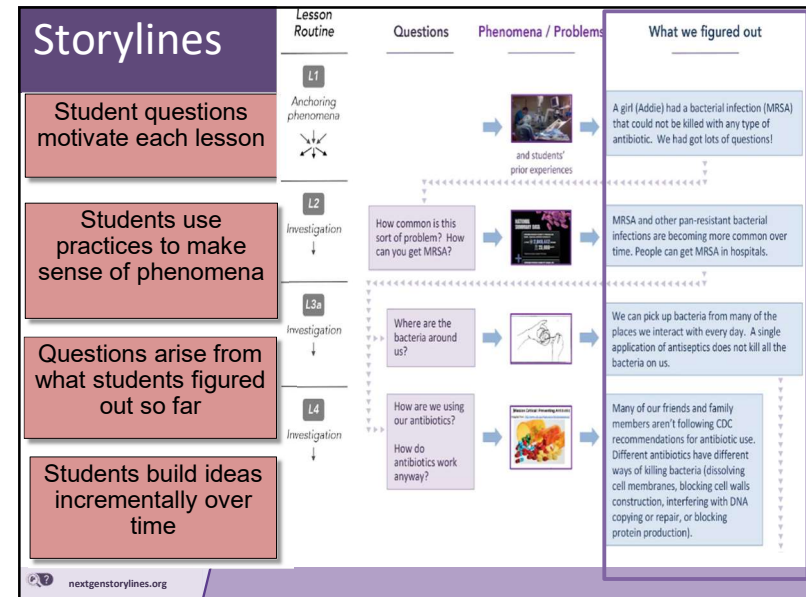 Storylines
Lesson
Routine
Questions
Phenomena / Problems
What we figured out
Student questions
motivate each lesson
Students use
practices to make
sense of phenomena
Questions arise from
what students figured
out so far
Students build ideas
incrementally over
time
L1
Anchoring
phenomena
and students'
prior experiences
A girl (Addie) had a bacterial infection (MRSA)
that could not be killed with any type of
antibiotic. We had got lots of questions!
L2
Investigation
How common is this
sort of problem? How
can you get MRSA?
MRSA and other pan-resistant bacterial
infections are becoming more common over
time. People can get MRSA in hospitals.
L3a
Investigation
Where are the
bacteria around
us?
We can pick up bacteria from many of the
places we interact with every day. A single
application of antiseptics does not kill all the
bacteria on us.
L4
Investigation
How are we using
our antibiotics?
How do
antibiotics work
anyway?
Many of our friends and family
members aren't following CDC
recommendations for antibiotic use.
Different antibiotics have different
ways of killing bacteria (dissolving
cell membranes, blocking cell walls
construction, interfering with DNA
copying or repair, or blocking
protein production).
nextgenstorylines.org